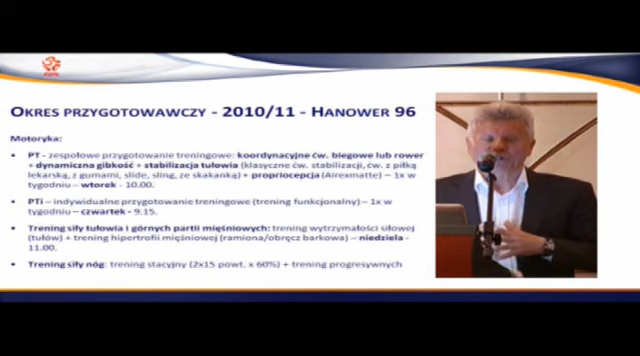 OKRES PRZYGOTOWAWCZY - 2010/11 - HANOWER 96
Motoryka:
• PT - zespołowe przygotowanie treningowe: koordynacyjne ćw. biegowe lub rower
+ dynamiczna gibkość + stabilizacja tułowia (klasyczne ćw. stabilizacji, ćw. z piłką
lekarską, z gumami, slide, sling, ze skakanką) + propriocepcja (Airexmatte) – 1x w
tygodniu – wtorek - 10.00.
• PTi – indywidualne przygotowanie treningowe (trening funkcjonalny) – 1x w
tygodniu – czwartek - 9.15.
• Trening siły tułowia i górnych partii mięśniowych: trening wytrzymałości siłowej
(tułów) + trening hipertrofii mięśniowej (ramiona/obręcz barkowa) – niedziela -
11.00.
• Trening siły nóg: trening stacyjny (2x15 powt. x 60%) + trening progresywnych